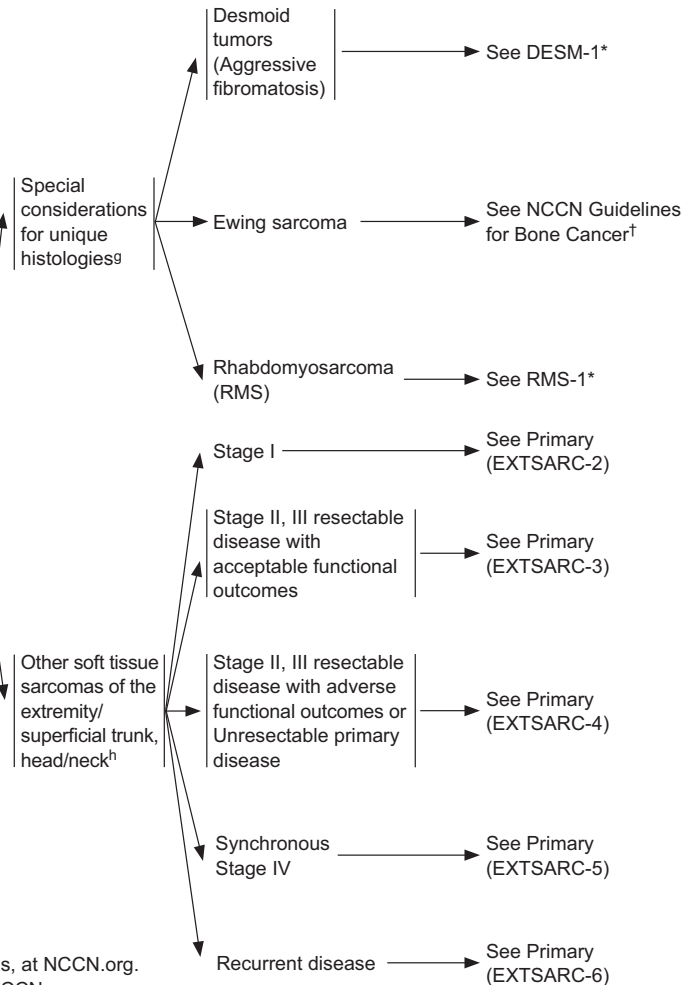 Desmoid
tumors
(Aggressive
fibromatosis)
See DESM-1*
Special
considerations
for unique
histologiesᵍ
Ewing sarcoma
See NCCN Guidelines
for Bone Cancer†
Rhabdomyosarcoma
(RMS)
See RMS-1*
Stage I
See Primary
(EXTSARC-2)
Stage II, III resectable
disease with
acceptable functional
outcomes
See Primary
(EXTSARC-3)
Other soft tissue
sarcomas of the
extremity/
superficial trunk,
head/neckʰ
Stage II, III resectable
disease with adverse
functional outcomes or
Unresectable primary
disease
See Primary
(EXTSARC-4)
Synchronous
Stage IV
See Primary
(EXTSARC-5)
Recurrent disease
See Primary
(EXTSARC-6)
at NCCN.org.